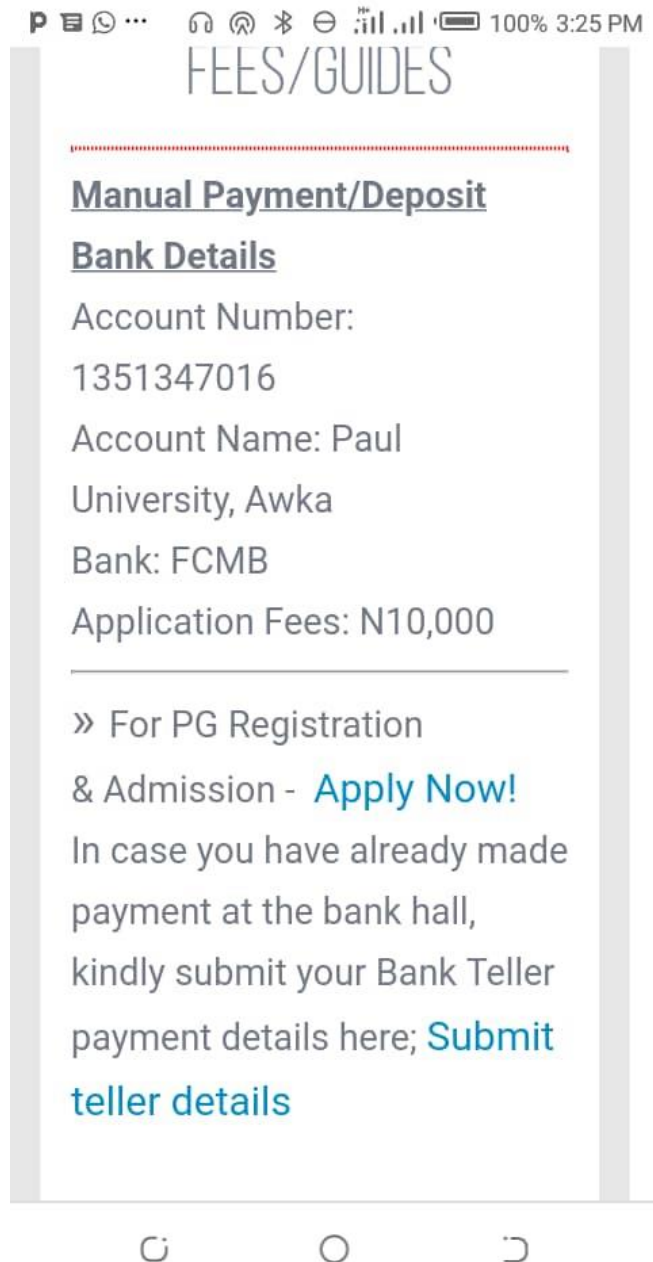 100% 3:25 PM
FEES/GUIDES
Manual Payment/Deposit
Bank Details
Account Number:
1351347016
Account Name: Paul
University, Awka
Bank: FCMB
Application Fees: N10,000
» For PG Registration
& Admission - Apply Now!
In case you have already made
payment at the bank hall,
kindly submit your Bank Teller
payment details here; Submit
teller details